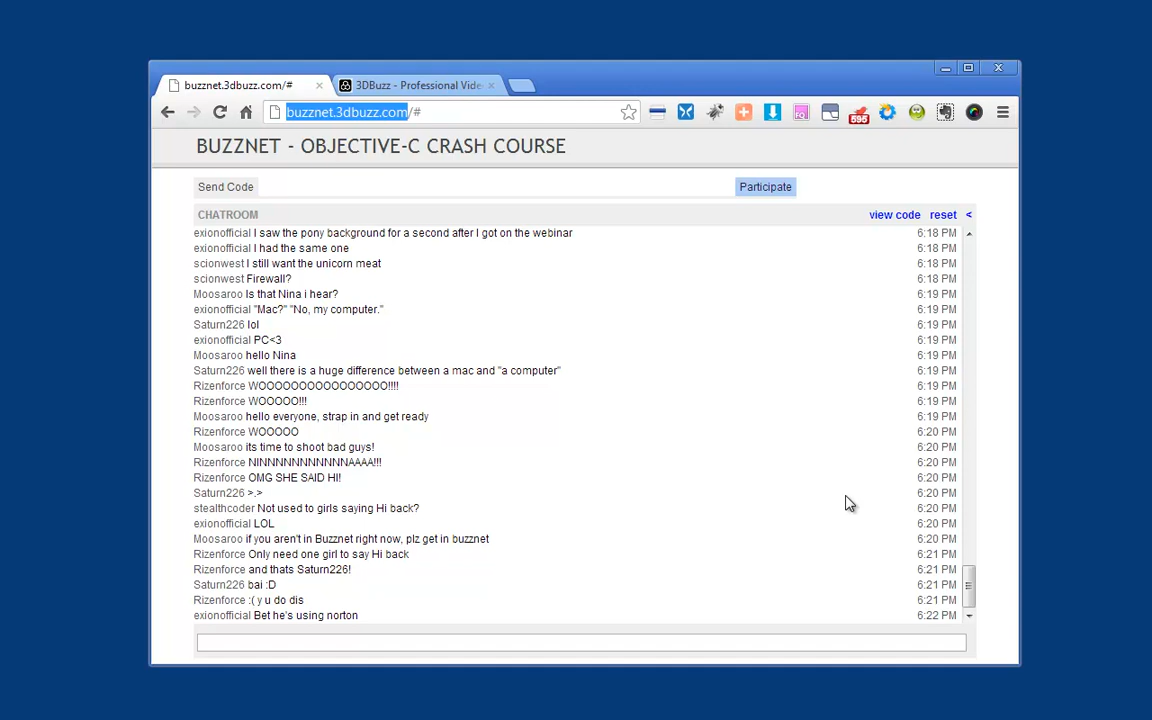 buzznet.3dbuzz.com/#
3DBuzz - Professional Vide
buzznet.3dbuzz.com/#
595
BUZZNET - OBJECTIVE-C CRASH COURSE
Send Code Participate
CHATROOM view code reset <
exionofficial I saw the pony background for a second after I got on the webinar 6:18 PM
exionofficial I had the same one 6:18 PM
scionwest I still want the unicorn meat 6:18 PM
scionwest Firewall? 6:18 PM
Moosaroo Is that Nina i hear? 6:19 PM
exionofficial "Mac?" "No, my computer." 6:19 PM
Saturn226 lol 6:19 PM
exionofficial PC<3 6:19 PM
Moosaroo hello Nina 6:19 PM
Saturn226 well there is a huge difference between a mac and "a computer" 6:19 PM
Rizenforce WOOOOOOOOOOOOOOOO!!!! 6:19 PM
Rizenforce WOOOOO!!! 6:19 PM
Moosaroo hello everyone, strap in and get ready 6:19 PM
Rizenforce WOOOOO 6:20 PM
Moosaroo its time to shoot bad guys! 6:20 PM
Rizenforce NINNNNNNNNNNNAAAA!!! 6:20 PM
Rizenforce OMG SHE SAID HI! 6:20 PM
Saturn226 >.> 6:20 PM
stealthcoder Not used to girls saying Hi back? 6:20 PM
exionofficial LOL 6:20 PM
Moosaroo if you aren't in Buzznet right now, plz get in buzznet 6:20 PM
Rizenforce Only need one girl to say Hi back 6:21 PM
Rizenforce and thats Saturn226! 6:21 PM
Saturn226 bai :D 6:21 PM
Rizenforce :( y u do dis 6:21 PM
exionofficial Bet he's using norton 6:22 PM